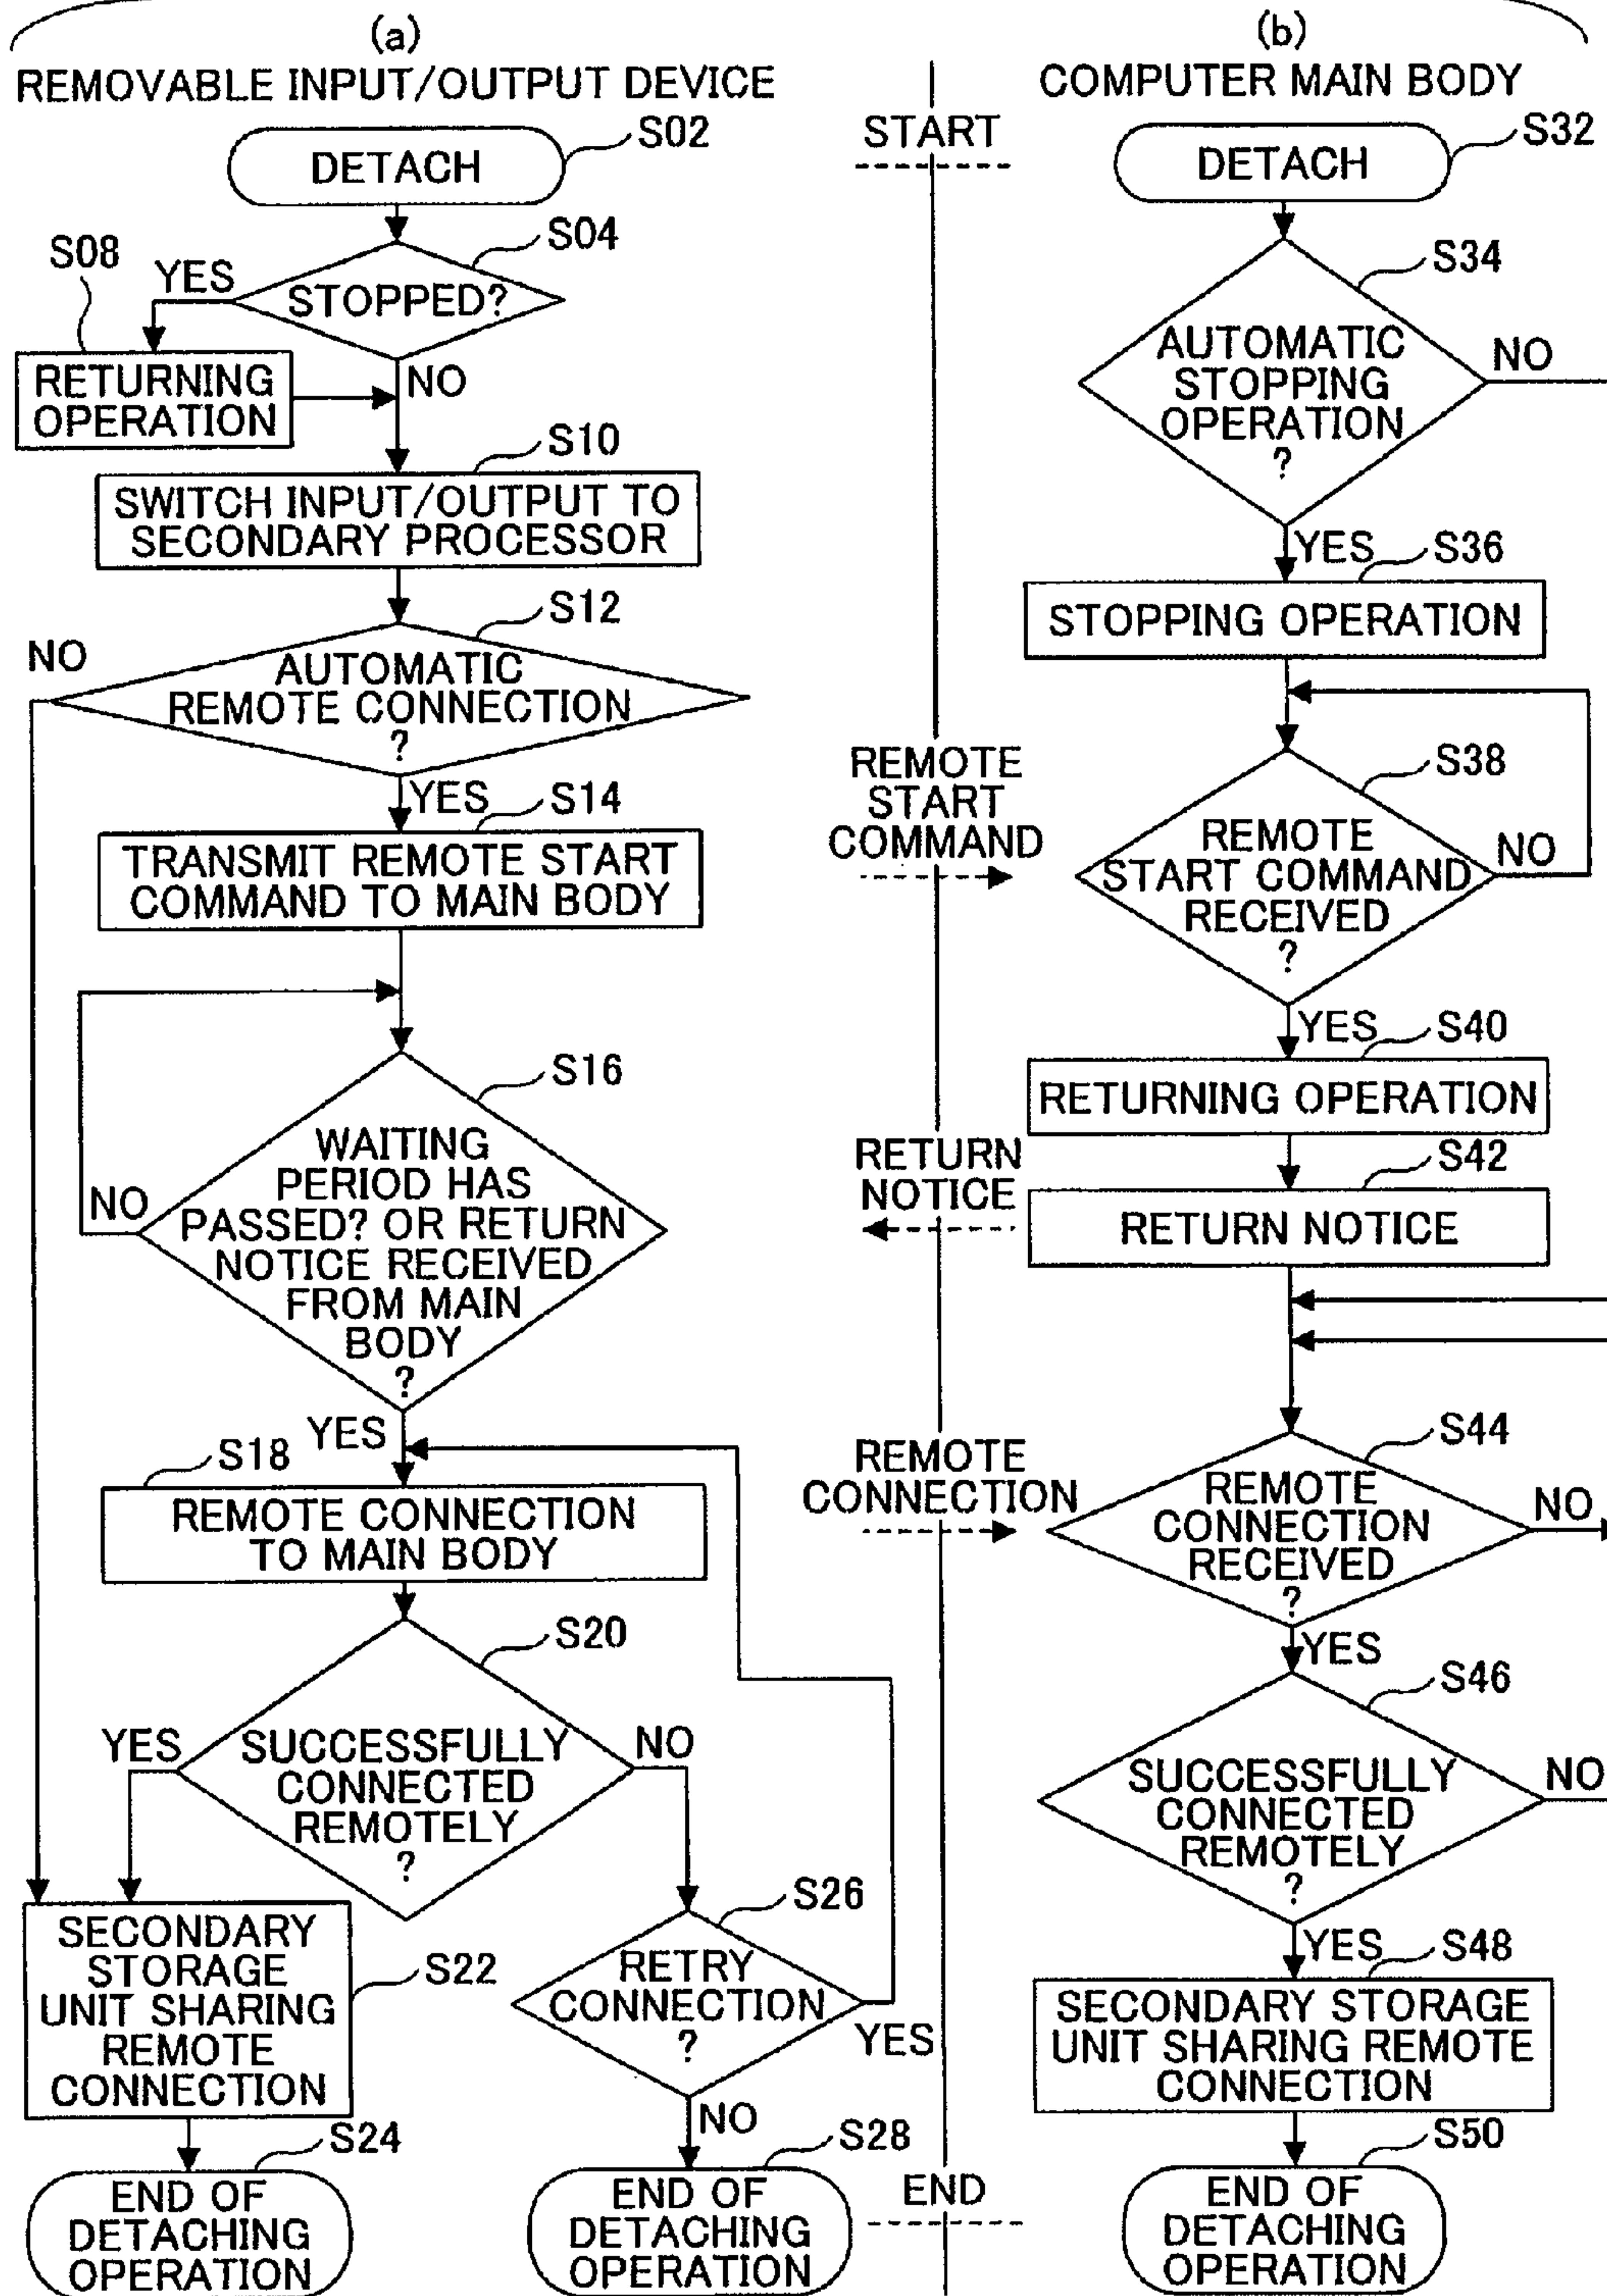 (a)
REMOVABLE INPUT/OUTPUT DEVICE
DETACH
S02
STOPPED?
S04
YES
NO
S08
RETURNING
OPERATION
S10
SWITCH INPUT/OUTPUT TO
SECONDARY PROCESSOR
S12
NO
AUTOMATIC
REMOTE CONNECTION
?
YES
S14
TRANSMIT REMOTE START
COMMAND TO MAIN BODY
S16
WAITING
PERIOD HAS
PASSED? OR RETURN
NOTICE RECEIVED
FROM MAIN
BODY
?
NO
YES
S18
REMOTE CONNECTION
TO MAIN BODY
S20
YES
SUCCESSFULLY
CONNECTED
REMOTELY
?
NO
SECONDARY
STORAGE
UNIT SHARING
REMOTE
CONNECTION
S22
S26
RETRY
CONNECTION
?
YES
NO
S24
END OF
DETACHING
OPERATION
S28
END OF
DETACHING
OPERATION
START
REMOTE
START
COMMAND
RETURN
NOTICE
REMOTE
CONNECTION
END
(b)
COMPUTER MAIN BODY
DETACH
S32
S34
AUTOMATIC
STOPPING
OPERATION
?
NO
YES
S36
STOPPING OPERATION
S38
REMOTE
START COMMAND
RECEIVED
?
NO
YES
S40
RETURNING OPERATION
S42
RETURN NOTICE
S44
REMOTE
CONNECTION
RECEIVED
?
NO
YES
S46
SUCCESSFULLY
CONNECTED
REMOTELY
?
NO
YES
S48
SECONDARY STORAGE
UNIT SHARING REMOTE
CONNECTION
S50
END OF
DETACHING
OPERATION